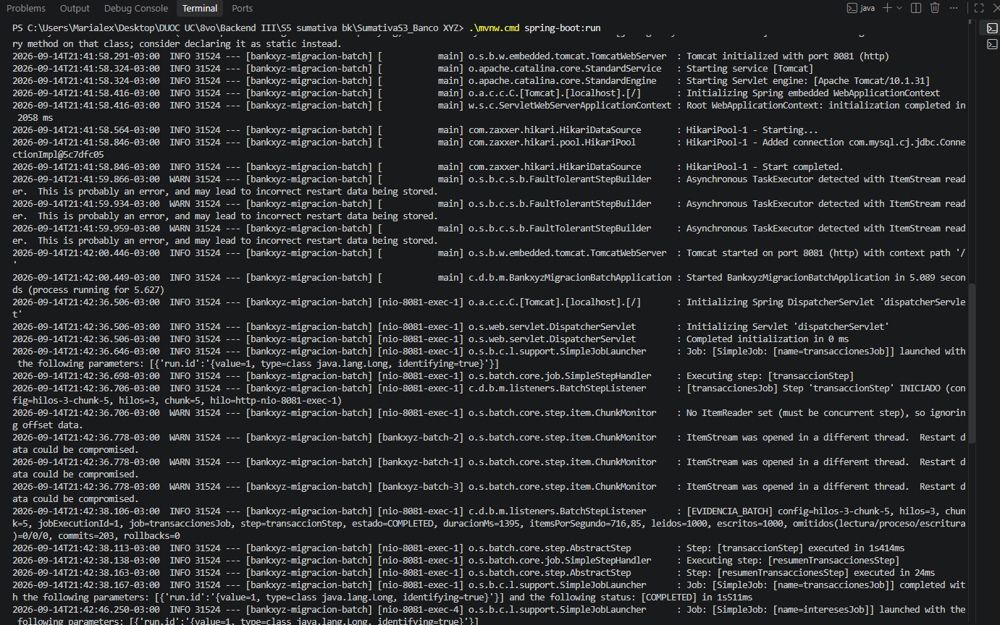 Problems Output Debug Console Terminal Ports
java
PS C:\Users\Marialex\Desktop\DUOC UC\8vo\Backend III\S5 sumativa bk\SumativaS3_Banco XYZ> .\mvnw.cmd spring-boot:run
ry method on that class; consider declaring it as static instead.
2026-09-14T21:41:58.291-03:00  INFO 31524 --- [bankxyz-migracion-batch] [           main] o.s.b.w.embedded.tomcat.TomcatWebServer  : Tomcat initialized with port 8081 (http)
2026-09-14T21:41:58.324-03:00  INFO 31524 --- [bankxyz-migracion-batch] [           main] o.apache.catalina.core.StandardService   : Starting service [Tomcat]
2026-09-14T21:41:58.324-03:00  INFO 31524 --- [bankxyz-migracion-batch] [           main] o.apache.catalina.core.StandardEngine    : Starting Servlet engine: [Apache Tomcat/10.1.31]
2026-09-14T21:41:58.416-03:00  INFO 31524 --- [bankxyz-migracion-batch] [           main] o.a.c.c.C.[Tomcat].[localhost].[/]       : Initializing Spring embedded WebApplicationContext
2026-09-14T21:41:58.416-03:00  INFO 31524 --- [bankxyz-migracion-batch] [           main] w.s.c.ServletWebServerApplicationContext : Root WebApplicationContext: initialization completed in
 2058 ms
2026-09-14T21:41:58.564-03:00  INFO 31524 --- [bankxyz-migracion-batch] [           main] com.zaxxer.hikari.HikariDataSource       : HikariPool-1 - Starting...
2026-09-14T21:41:58.846-03:00  INFO 31524 --- [bankxyz-migracion-batch] [           main] com.zaxxer.hikari.pool.HikariPool        : HikariPool-1 - Added connection com.mysql.cj.jdbc.Conne
ctionImpl@5c7dfc05
2026-09-14T21:41:58.846-03:00  INFO 31524 --- [bankxyz-migracion-batch] [           main] com.zaxxer.hikari.HikariDataSource       : HikariPool-1 - Start completed.
2026-09-14T21:41:59.866-03:00  WARN 31524 --- [bankxyz-migracion-batch] [           main] o.s.b.c.s.b.FaultTolerantStepBuilder     : Asynchronous TaskExecutor detected with ItemStream read
er.  This is probably an error, and may lead to incorrect restart data being stored.
2026-09-14T21:41:59.934-03:00  WARN 31524 --- [bankxyz-migracion-batch] [           main] o.s.b.c.s.b.FaultTolerantStepBuilder     : Asynchronous TaskExecutor detected with ItemStream read
er.  This is probably an error, and may lead to incorrect restart data being stored.
2026-09-14T21:41:59.959-03:00  WARN 31524 --- [bankxyz-migracion-batch] [           main] o.s.b.c.s.b.FaultTolerantStepBuilder     : Asynchronous TaskExecutor detected with ItemStream read
er.  This is probably an error, and may lead to incorrect restart data being stored.
2026-09-14T21:42:00.446-03:00  INFO 31524 --- [bankxyz-migracion-batch] [           main] o.s.b.w.embedded.tomcat.TomcatWebServer  : Tomcat started on port 8081 (http) with context path '/
'
2026-09-14T21:42:00.449-03:00  INFO 31524 --- [bankxyz-migracion-batch] [           main] c.d.b.m.BankxyzMigracionBatchApplication : Started BankxyzMigracionBatchApplication in 5.089 secon
ds (process running for 5.627)
2026-09-14T21:42:36.506-03:00  INFO 31524 --- [bankxyz-migracion-batch] [nio-8081-exec-1] o.a.c.c.C.[Tomcat].[localhost].[/]       : Initializing Spring DispatcherServlet 'dispatcherServle
t'
2026-09-14T21:42:36.506-03:00  INFO 31524 --- [bankxyz-migracion-batch] [nio-8081-exec-1] o.s.web.servlet.DispatcherServlet        : Initializing Servlet 'dispatcherServlet'
2026-09-14T21:42:36.506-03:00  INFO 31524 --- [bankxyz-migracion-batch] [nio-8081-exec-1] o.s.web.servlet.DispatcherServlet        : Completed initialization in 0 ms
2026-09-14T21:42:36.646-03:00  INFO 31524 --- [bankxyz-migracion-batch] [nio-8081-exec-1] o.s.b.c.l.support.SimpleJobLauncher      : Job: [SimpleJob: [name=transaccionesJob]] launched with
 the following parameters: [{'run.id':'{value=1, type=class java.lang.Long, identifying=true}'}]
2026-09-14T21:42:36.698-03:00  INFO 31524 --- [bankxyz-migracion-batch] [nio-8081-exec-1] o.s.batch.core.job.SimpleStepHandler     : Executing step: [transaccionStep]
2026-09-14T21:42:36.706-03:00  INFO 31524 --- [bankxyz-migracion-batch] [nio-8081-exec-1] c.d.b.m.listeners.BatchStepListener      : [transaccionesJob] Step 'transaccionStep' INICIADO (con
fig=hilos-3-chunk-5, hilos=3, chunk=5, hilo=http-nio-8081-exec-1)
2026-09-14T21:42:36.706-03:00  WARN 31524 --- [bankxyz-migracion-batch] [nio-8081-exec-1] o.s.batch.core.step.item.ChunkMonitor    : No ItemReader set (must be concurrent step), so ignorin
g offset data.
2026-09-14T21:42:36.778-03:00  WARN 31524 --- [bankxyz-migracion-batch] [bankxyz-batch-2] o.s.batch.core.step.item.ChunkMonitor    : ItemStream was opened in a different thread.  Restart d
ata could be compromised.
2026-09-14T21:42:36.778-03:00  WARN 31524 --- [bankxyz-migracion-batch] [bankxyz-batch-1] o.s.batch.core.step.item.ChunkMonitor    : ItemStream was opened in a different thread.  Restart d
ata could be compromised.
2026-09-14T21:42:36.778-03:00  WARN 31524 --- [bankxyz-migracion-batch] [bankxyz-batch-3] o.s.batch.core.step.item.ChunkMonitor    : ItemStream was opened in a different thread.  Restart d
ata could be compromised.
2026-09-14T21:42:38.106-03:00  INFO 31524 --- [bankxyz-migracion-batch] [nio-8081-exec-1] c.d.b.m.listeners.BatchStepListener      : [EVIDENCIA_BATCH] config=hilos-3-chunk-5, hilos=3, chun
k=5, jobExecutionId=1, job=transaccionesJob, step=transaccionStep, estado=COMPLETED, duracionMs=1395, itemsPorSegundo=716,85, leidos=1000, escritos=1000, omitidos(lectura/proceso/escritura
)=0/0/0, commits=203, rollbacks=0
2026-09-14T21:42:38.113-03:00  INFO 31524 --- [bankxyz-migracion-batch] [nio-8081-exec-1] o.s.batch.core.step.AbstractStep         : Step: [transaccionStep] executed in 1s414ms
2026-09-14T21:42:38.138-03:00  INFO 31524 --- [bankxyz-migracion-batch] [nio-8081-exec-1] o.s.batch.core.job.SimpleStepHandler     : Executing step: [resumenTransaccionesStep]
2026-09-14T21:42:38.163-03:00  INFO 31524 --- [bankxyz-migracion-batch] [nio-8081-exec-1] o.s.batch.core.step.AbstractStep         : Step: [resumenTransaccionesStep] executed in 24ms
2026-09-14T21:42:38.167-03:00  INFO 31524 --- [bankxyz-migracion-batch] [nio-8081-exec-1] o.s.b.c.l.support.SimpleJobLauncher      : Job: [SimpleJob: [name=transaccionesJob]] completed wit
h the following parameters: [{'run.id':'{value=1, type=class java.lang.Long, identifying=true}'}] and the following status: [COMPLETED] in 1s511ms
2026-09-14T21:42:46.250-03:00  INFO 31524 --- [bankxyz-migracion-batch] [nio-8081-exec-4] o.s.b.c.l.support.SimpleJobLauncher      : Job: [SimpleJob: [name=interesesJob]] launched with the
 following parameters: [{'run.id':'{value=1, type=class java.lang.Long, identifying=true}'}]